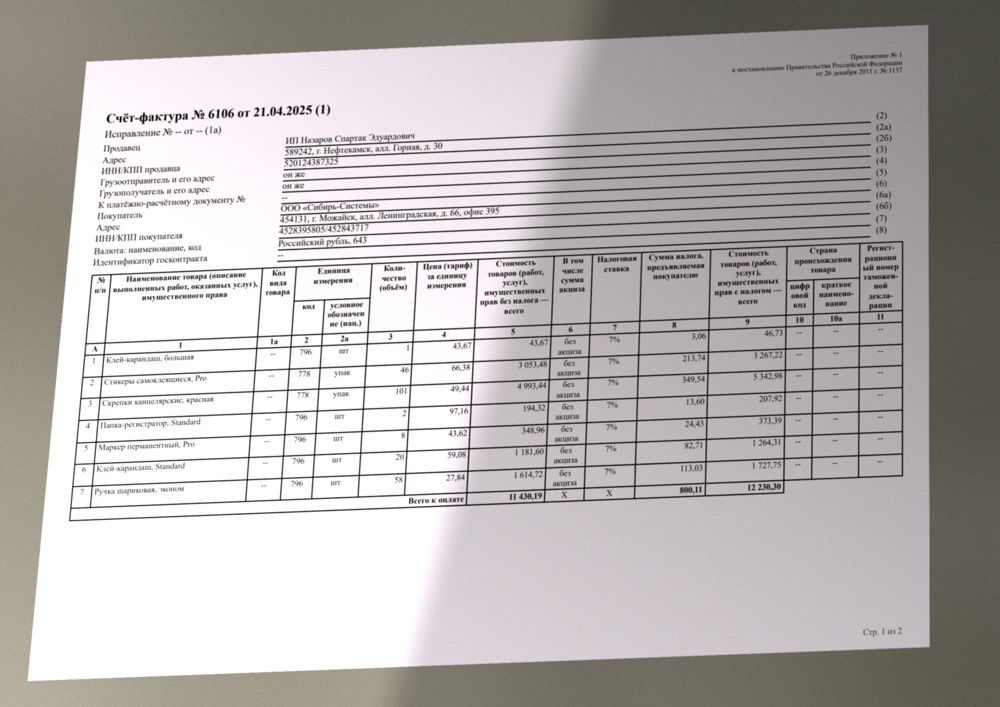 Приложение № 1
к постановлению Правительства Российской Федерации
от 26 декабря 2011 г. № 1137
Счёт-фактура № 6106 от 21.04.2025 (1)
Исправление № -- от -- (1а)
Продавец ИП Назаров Спартак Эдуардович (2)
Адрес 589242, г. Нефтекамск, алл. Горная, д. 30 (2а)
ИНН/КПП продавца 520124387325 (2б)
Грузоотправитель и его адрес он же (3)
Грузополучатель и его адрес он же (4)
К платёжно-расчётному документу № -- (5)
Покупатель ООО «Сибирь-Системы» (6)
Адрес 454131, г. Можайск, алл. Ленинградская, д. 66, офис 395 (6а)
ИНН/КПП покупателя 4528395805/452843717 (6б)
Валюта: наименование, код Российский рубль, 643 (7)
Идентификатор госконтракта -- (8)
№ п/п Наименование товара (описание выполненных работ, оказанных услуг), имущественного права Код вида товара Единица измерения код условное обозначение (нац.) Коли-чество (объём) Цена (тариф) за единицу измерения Стоимость товаров (работ, услуг), имущественных прав без налога — всего В том числе сумма акциза Налоговая ставка Сумма налога, предъявляемая покупателю Стоимость товаров (работ, услуг), имущественных прав с налогом — всего Страна происхождения товара цифровой код краткое наимено-вание Регист-рационный номер таможен-ной декла-рации
А 1 1а 2 2а 3 4 5 6 7 8 9 10 10а 11
1 Клей-карандаш, большая -- 796 шт 1 43,67 43,67 без акциза 7% 3,06 46,73 -- -- --
2 Стикеры самоклеящиеся, Pro -- 778 упак 46 66,38 3 053,48 без акциза 7% 213,74 3 267,22 -- -- --
3 Скрепки канцелярские, красная -- 778 упак 101 49,44 4 993,44 без акциза 7% 349,54 5 342,98 -- -- --
4 Папка-регистратор, Standard -- 796 шт 2 97,16 194,32 без акциза 7% 13,60 207,92 -- -- --
5 Маркер перманентный, Pro -- 796 шт 8 43,62 348,96 без акциза 7% 24,43 373,39 -- -- --
6 Клей-карандаш, Standard -- 796 шт 20 59,08 1 181,60 без акциза 7% 82,71 1 264,31 -- -- --
7 Ручка шариковая, эконом -- 796 шт 58 27,84 1 614,72 без акциза 7% 113,03 1 727,75 -- -- --
Всего к оплате 11 430,19 Х Х 800,11 12 230,30
Стр. 1 из 2